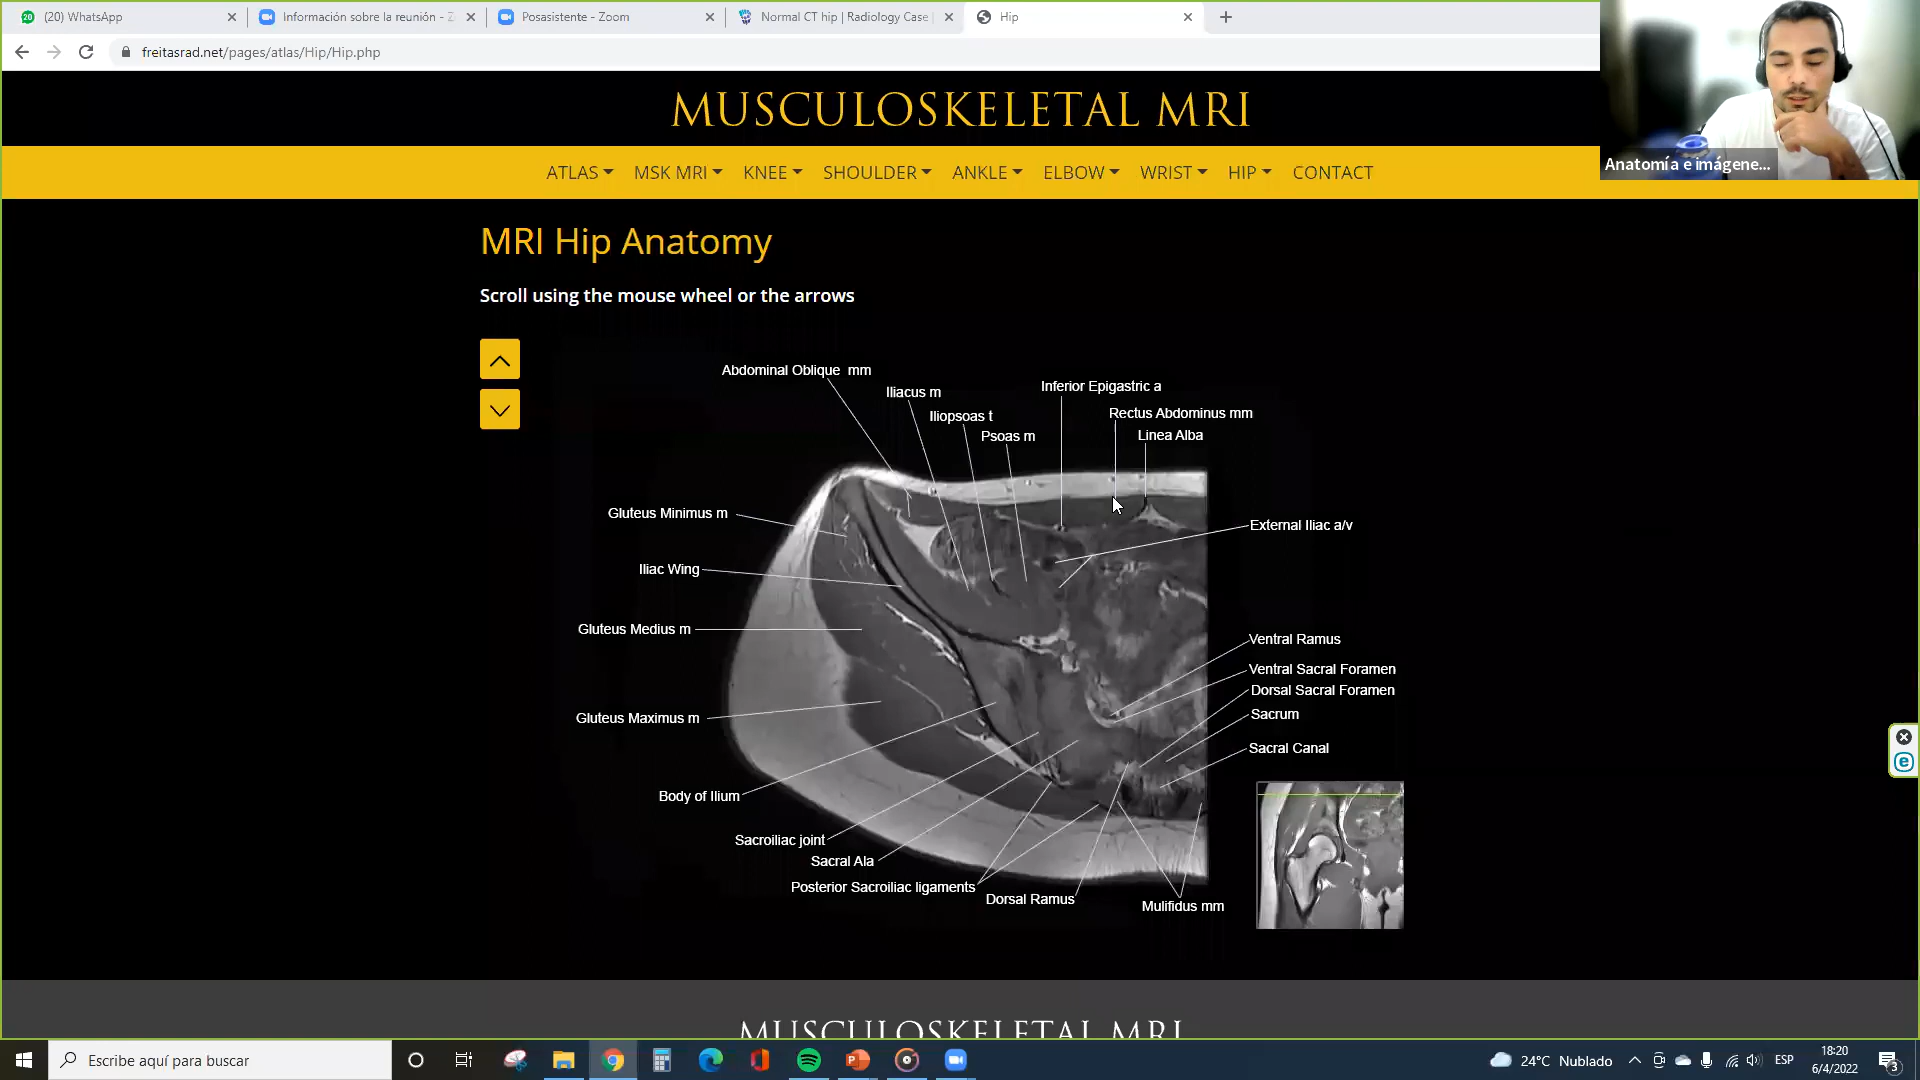 (20) WhatsApp
Información sobre la reunión - Z
Posasistente - Zoom
Normal CT hip | Radiology Case
Hip
freitasrad.net/pages/atlas/Hip/Hip.php
MUSCULOSKELETAL MRI
ATLAS MSK MRI KNEE SHOULDER ANKLE ELBOW WRIST HIP CONTACT
Anatomía e imágene...
MRI Hip Anatomy
Scroll using the mouse wheel or the arrows
Abdominal Oblique mm
Iliacus m
Iliopsoas t
Psoas m
Inferior Epigastric a
Rectus Abdominus mm
Linea Alba
Gluteus Minimus m
External Iliac a/v
Iliac Wing
Gluteus Medius m
Ventral Ramus
Ventral Sacral Foramen
Dorsal Sacral Foramen
Sacrum
Gluteus Maximus m
Sacral Canal
Body of Ilium
Sacroiliac joint
Sacral Ala
Posterior Sacroiliac ligaments
Dorsal Ramus
Mulifidus mm
MUSCULOSKELETAL MRI
Escribe aquí para buscar
24°C Nublado
ESP
18:20
6/4/2022
3